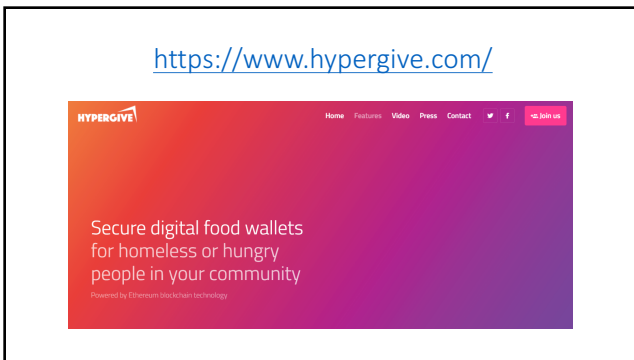 https://www.hypergive.com/
HYPERGIVE
Home Features Video Press Contact Join us
Secure digital food wallets
for homeless or hungry
people in your community
Powered by Ethereum blockchain technology